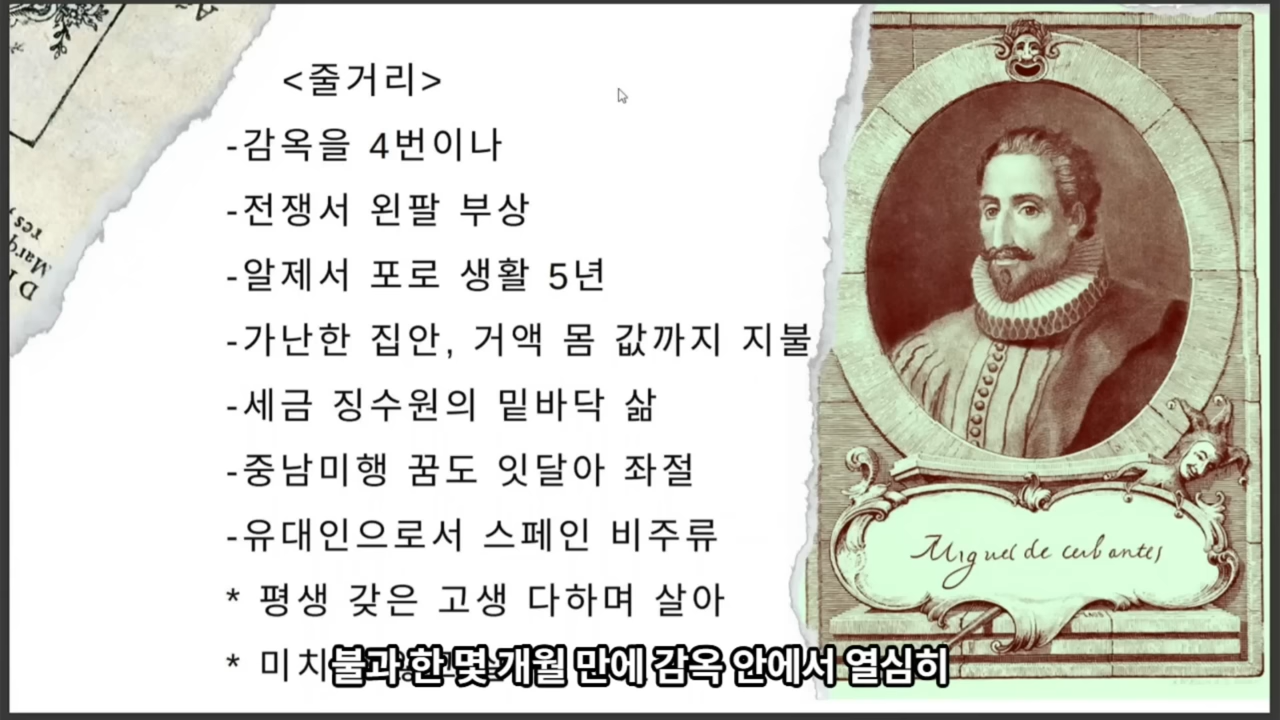 <줄거리>
-감옥을 4번이나
-전쟁서 왼팔 부상
-알제서 포로 생활 5년
-가난한 집안, 거액 몸 값까지 지불
-세금 징수원의 밑바닥 삶
-중남미행 꿈도 잇달아 좌절
-유대인으로서 스페인 비주류
* 평생 갖은 고생 다하며 살아
* 미치
불과 한 몇 개월 만에 감옥 안에서 열심히
Miguel de cerbantes
res,
Marq